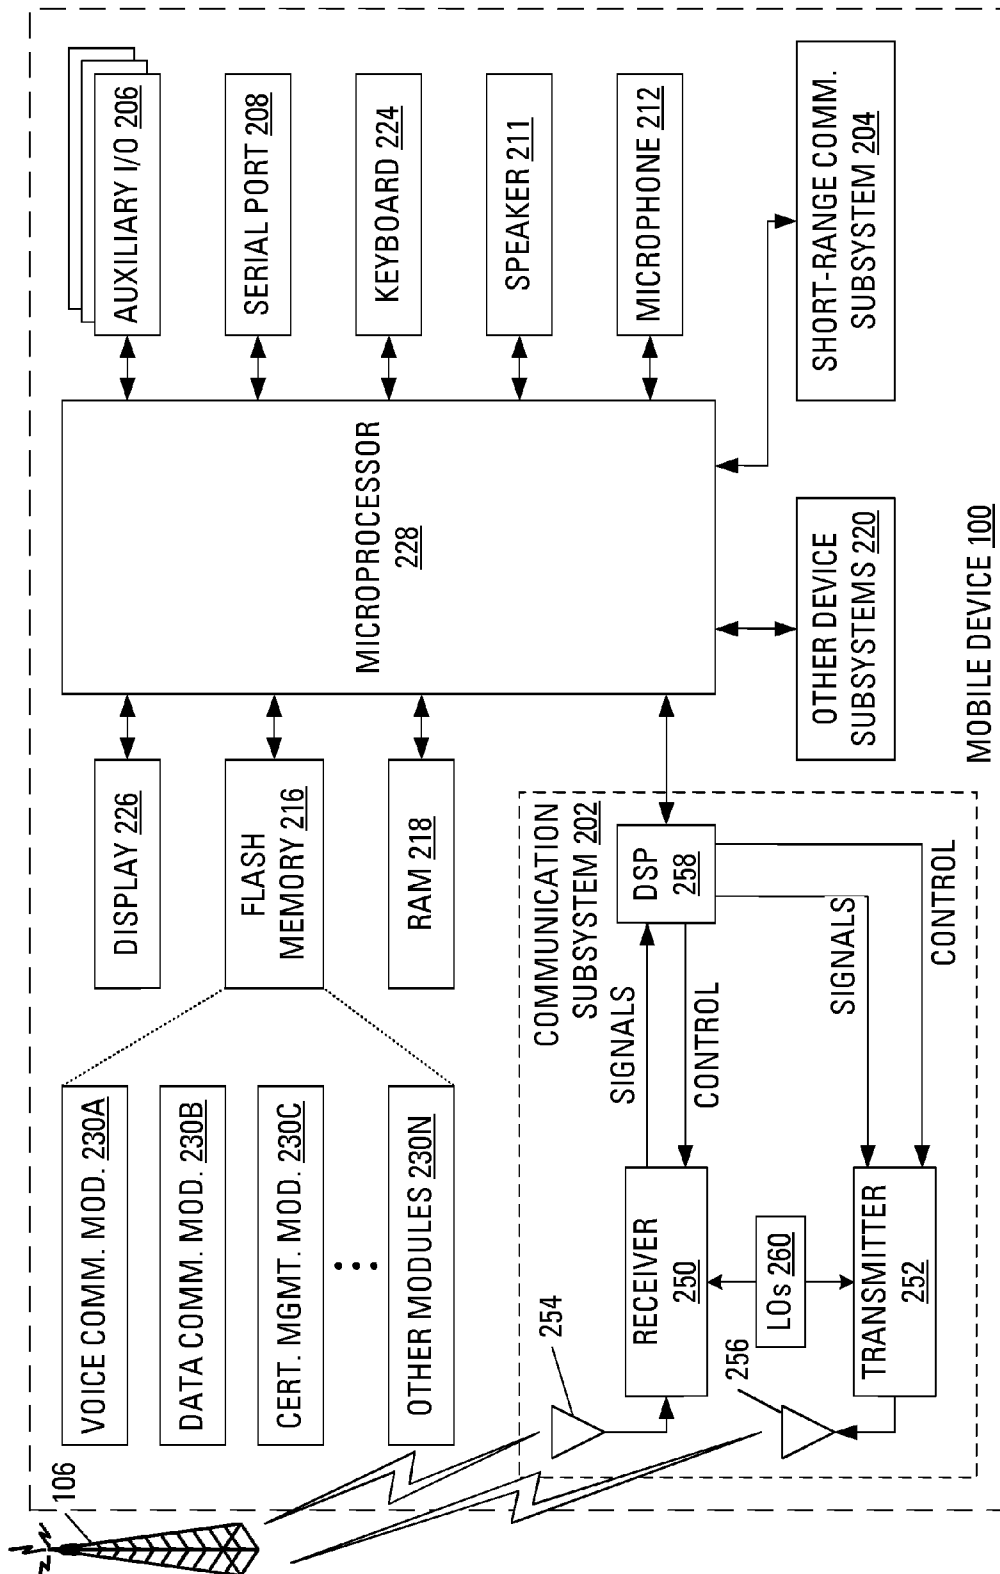 106
VOICE COMM. MOD. 230A
DATA COMM. MOD. 230B
CERT. MGMT. MOD. 230C
OTHER MODULES 230N
DISPLAY 226
FLASH
MEMORY 216
RAM 218
MICROPROCESSOR
228
AUXILIARY I/O 206
SERIAL PORT 208
KEYBOARD 224
SPEAKER 211
MICROPHONE 212
SHORT-RANGE COMM.
SUBSYSTEM 204
OTHER DEVICE
SUBSYSTEMS 220
COMMUNICATION
SUBSYSTEM 202
DSP
258
SIGNALS
CONTROL
SIGNALS
CONTROL
254
RECEIVER
250
LOs 260
256
TRANSMITTER
252
MOBILE DEVICE 100